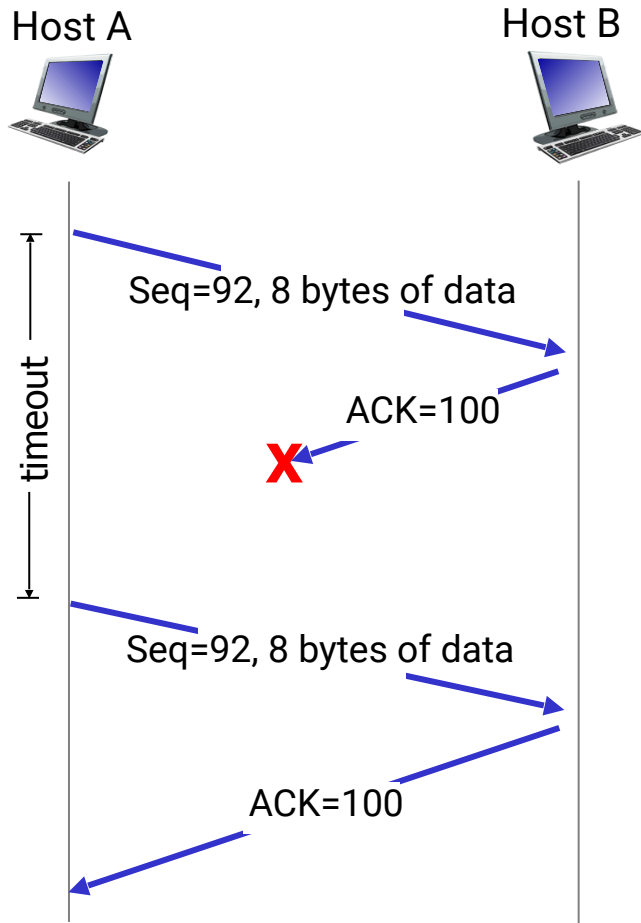 Host A
Host B
Seq=92, 8 bytes of data
ACK=100
X
timeout
Seq=92, 8 bytes of data
ACK=100